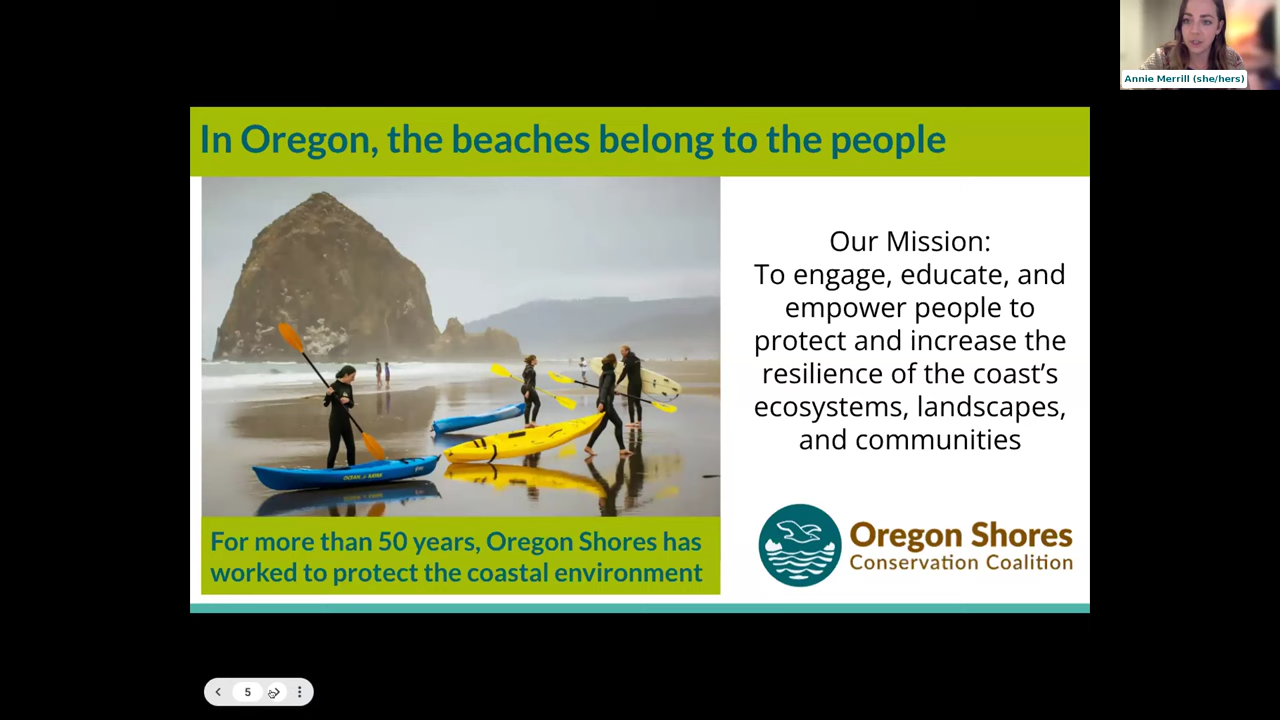 Annie Merrill (she/hers)
In Oregon, the beaches belong to the people
Our Mission:
To engage, educate, and
empower people to
protect and increase the
resilience of the coast’s
ecosystems, landscapes,
and communities
For more than 50 years, Oregon Shores has
worked to protect the coastal environment
Oregon Shores
Conservation Coalition
5